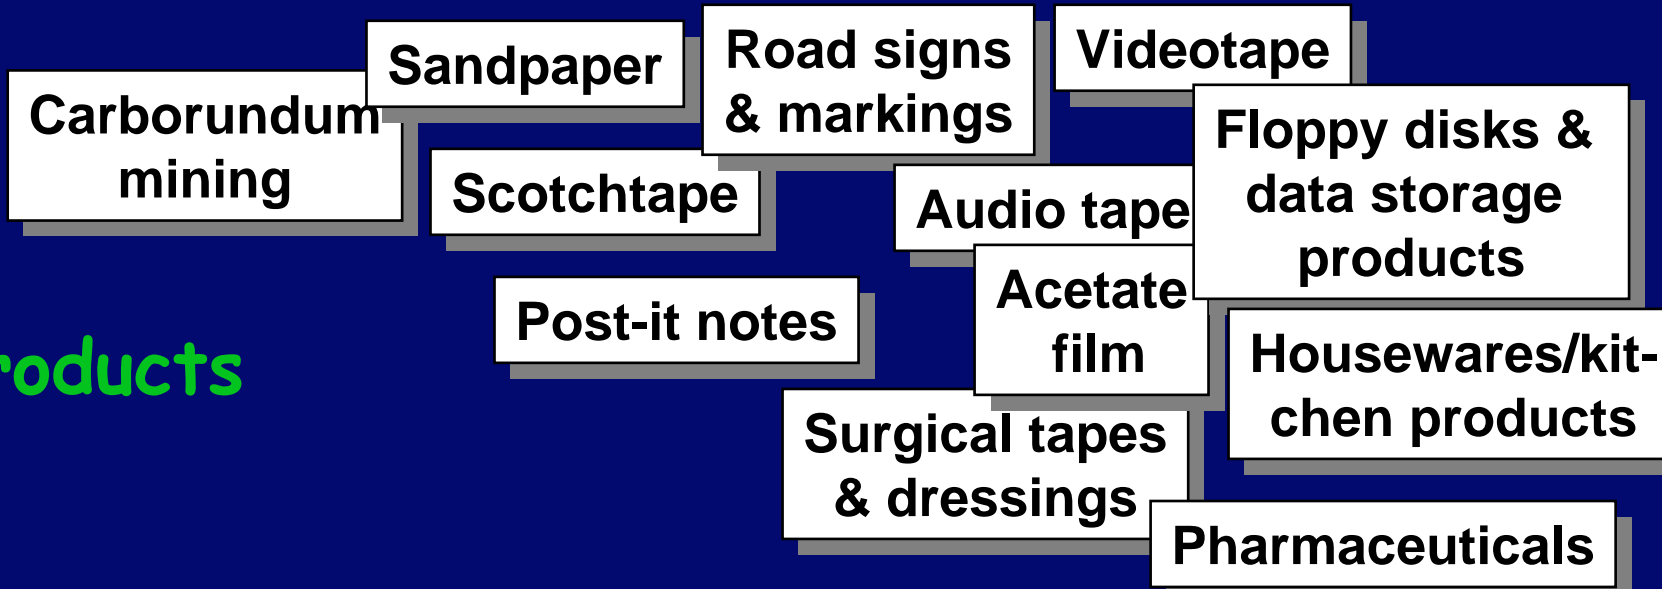 Carborundum
mining
Sandpaper
Scotchtape
Road signs
& markings
Post-it notes
Videotape
Audio tape
Acetate
film
Surgical tapes
& dressings
Floppy disks &
data storage
products
Housewares/kit-
chen products
Pharmaceuticals
roducts